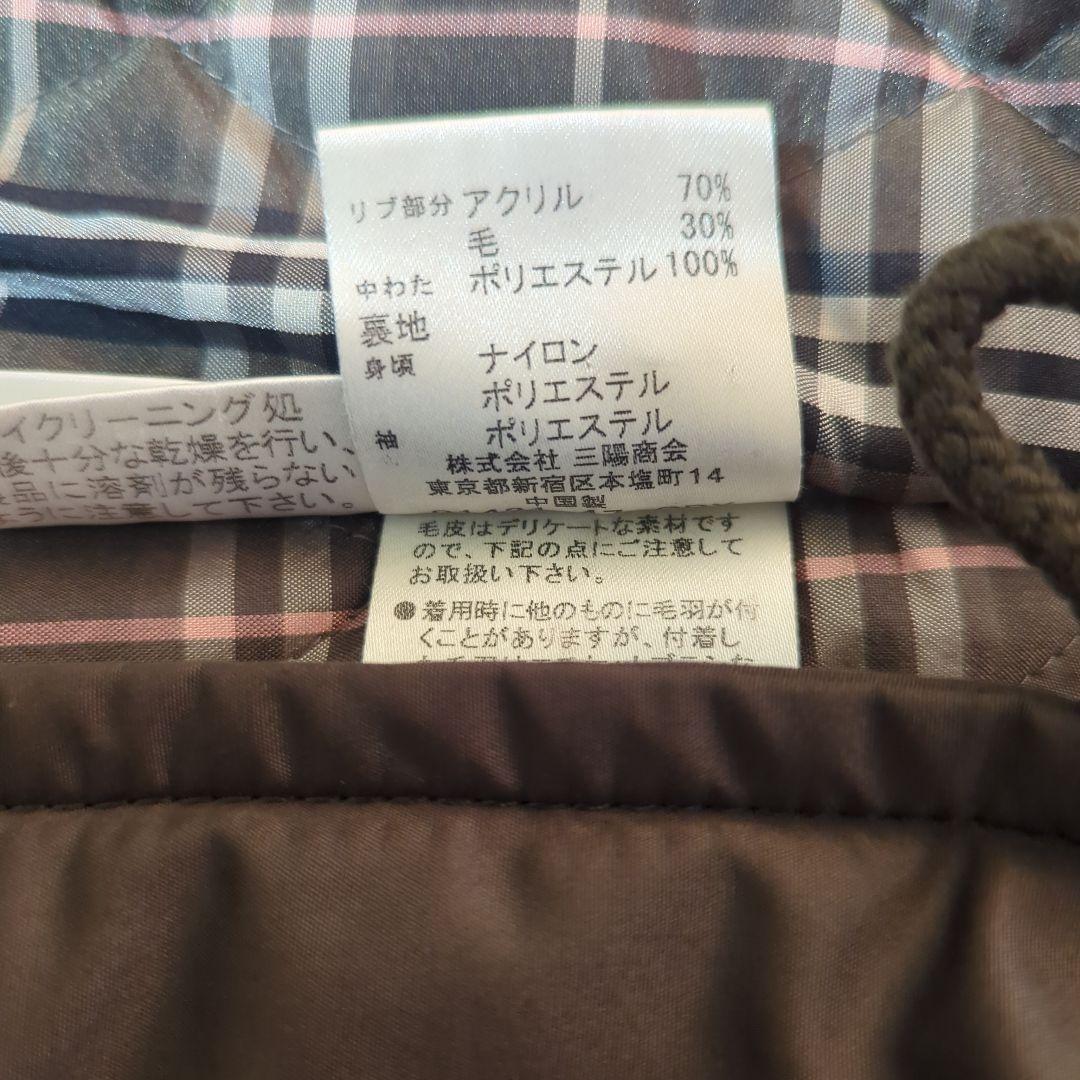 リブ部分 アクリル 70%
毛 30%
中わた ポリエステル 100%
裏地
身頃 ナイロン
ポリエステル
袖 ポリエステル
株式会社 三陽商会
東京都新宿区本塩町14
中国製
イクリーニング処
後十分な乾燥を行い、
品に溶剤が残らない
ように注意して下さい。
毛皮はデリケートな素材です
ので、下記の点にご注意して
お取扱い下さい。
●着用時に他のものに毛羽が付
くことがありますが、付着し